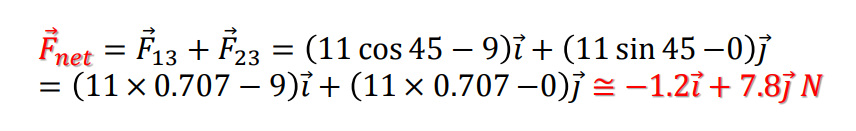 F⃗net = F⃗13 + F⃗23 = (11 cos 45 − 9)i⃗ + (11 sin 45 −0)j⃗
= (11 × 0.707 − 9)i⃗ + (11 × 0.707 −0)j⃗ ≅ −1.2i⃗ + 7.8j⃗ N